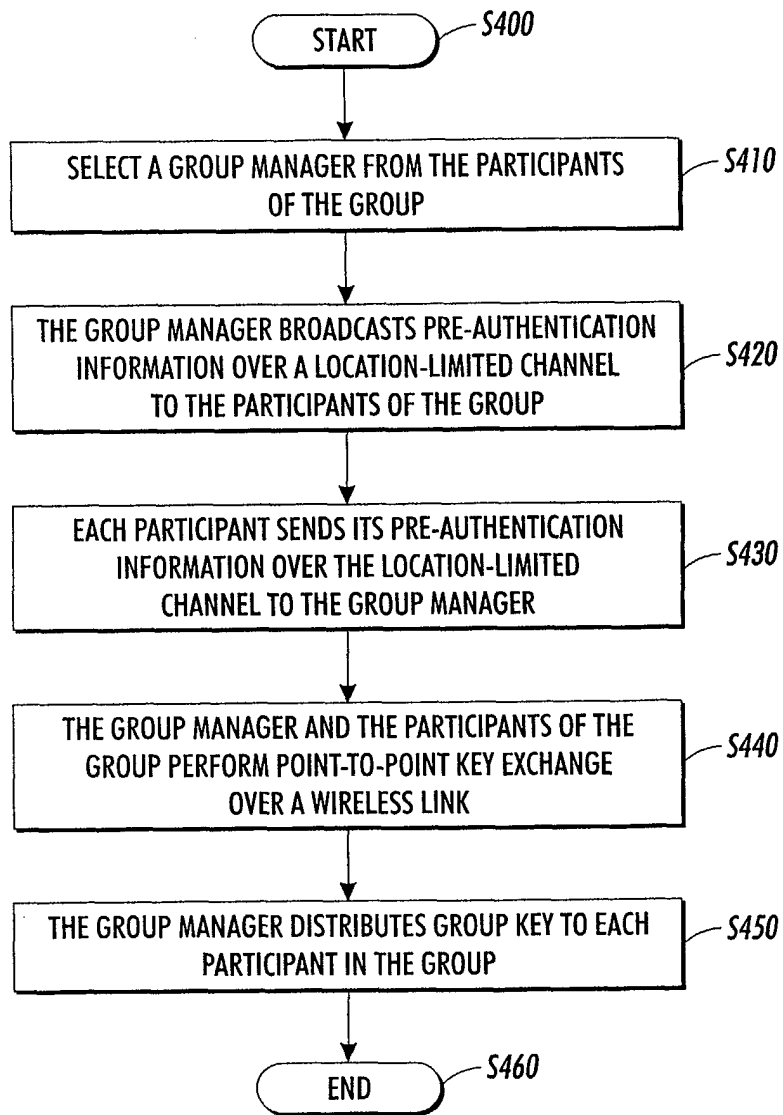 START
S400
SELECT A GROUP MANAGER FROM THE PARTICIPANTS
OF THE GROUP
S410
THE GROUP MANAGER BROADCASTS PRE-AUTHENTICATION
INFORMATION OVER A LOCATION-LIMITED CHANNEL
TO THE PARTICIPANTS OF THE GROUP
S420
EACH PARTICIPANT SENDS ITS PRE-AUTHENTICATION
INFORMATION OVER THE LOCATION-LIMITED
CHANNEL TO THE GROUP MANAGER
S430
THE GROUP MANAGER AND THE PARTICIPANTS OF THE
GROUP PERFORM POINT-TO-POINT KEY EXCHANGE
OVER A WIRELESS LINK
S440
THE GROUP MANAGER DISTRIBUTES GROUP KEY TO EACH
PARTICIPANT IN THE GROUP
S450
END
S460